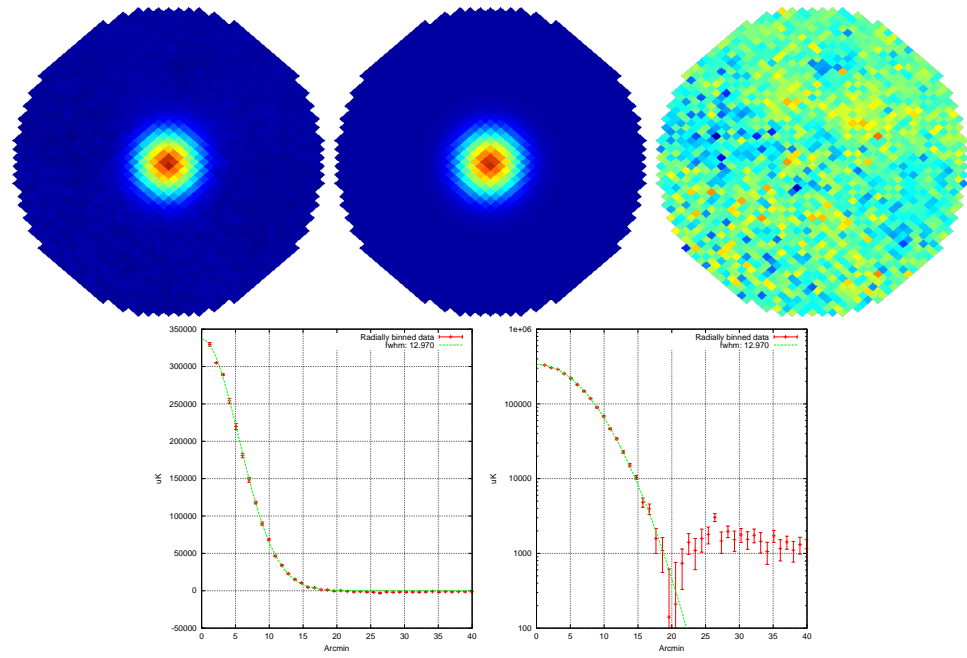 350000
300000
250000
200000
150000
100000
50000
0
-50000
uK
0 5 10 15 20 25 30 35 40
Arcmin
Radially binned data
fwhm: 12.970
1e+06
100000
10000
1000
100
uK
0 5 10 15 20 25 30 35 40
Arcmin
Radially binned data
fwhm: 12.970